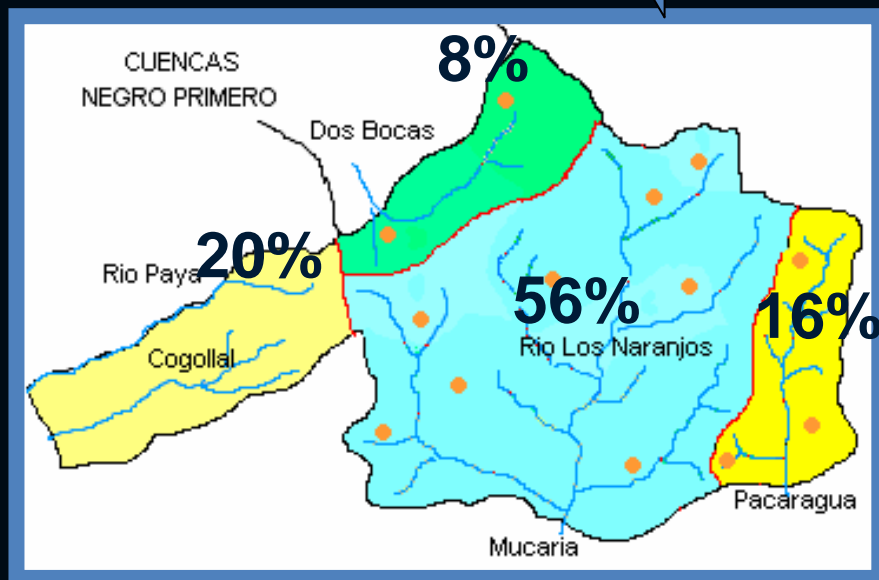 CUENCAS
NEGRO PRIMERO
8%
Dos Bocas
20%
Rio Paya
56%
16%
Rio Los Naranjos
Cogollal
Pacaragua
Mucaria